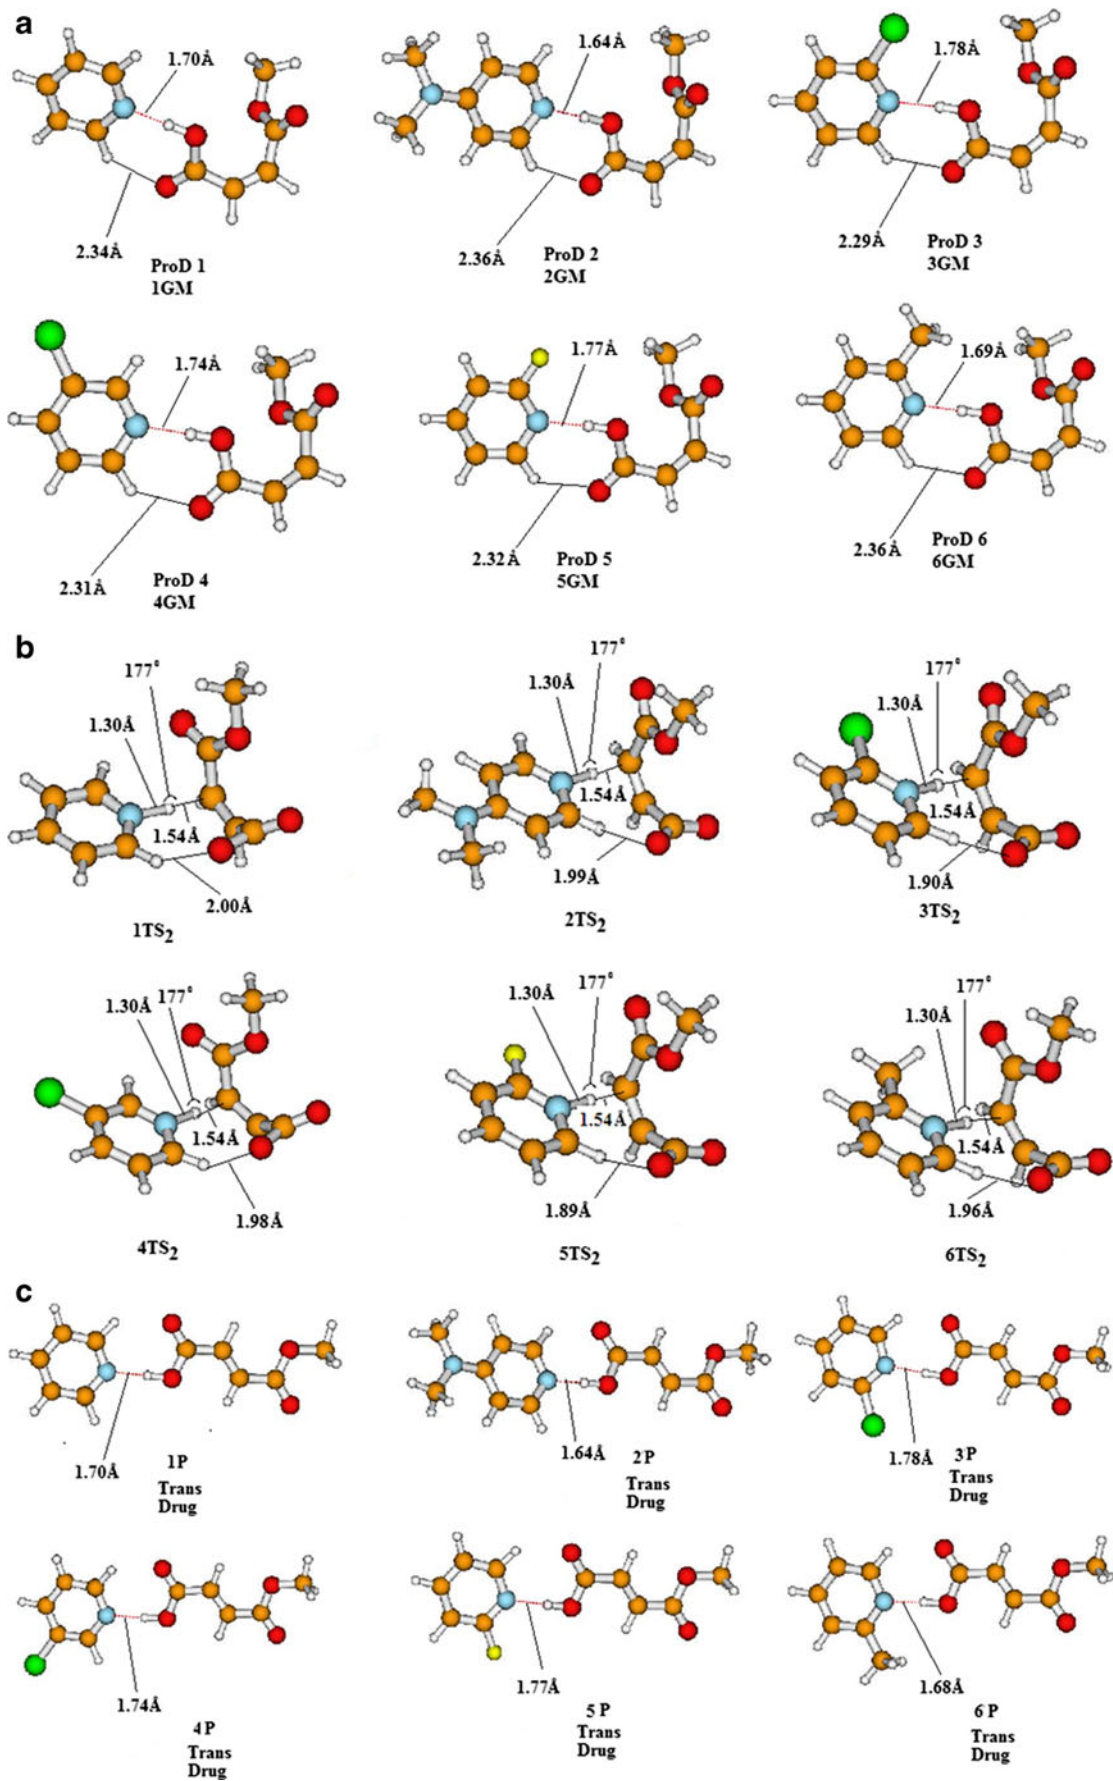 a
1.70Å
2.34Å
ProD 1
1GM
1.64Å
2.36Å
ProD 2
2GM
1.78Å
2.29Å
ProD 3
3GM
1.74Å
2.31Å
ProD 4
4GM
1.77Å
2.32Å
ProD 5
5GM
1.69Å
2.36Å
ProD 6
6GM
b
177°
1.30Å
1.54Å
2.00Å
1TS2
177°
1.30Å
1.54Å
1.99Å
2TS2
177°
1.30Å
1.54Å
1.90Å
3TS2
177°
1.30Å
1.54Å
1.98Å
4TS2
177°
1.30Å
1.54Å
1.89Å
5TS2
177°
1.30Å
1.54Å
1.96Å
6TS2
c
1.70Å
1P
Trans
Drug
1.64Å
2P
Trans
Drug
1.78Å
3P
Trans
Drug
1.74Å
4P
Trans
Drug
1.77Å
5P
Trans
Drug
1.68Å
6P
Trans
Drug